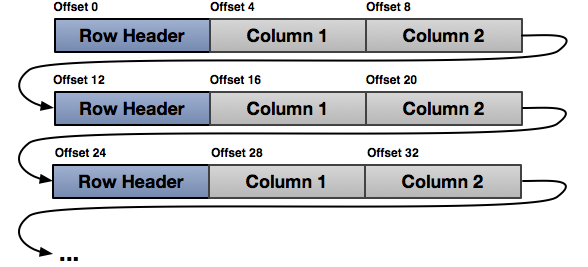 Offset 0 Offset 4 Offset 8
Row Header Column 1 Column 2
Offset 12 Offset 16 Offset 20
Row Header Column 1 Column 2
Offset 24 Offset 28 Offset 32
Row Header Column 1 Column 2
...